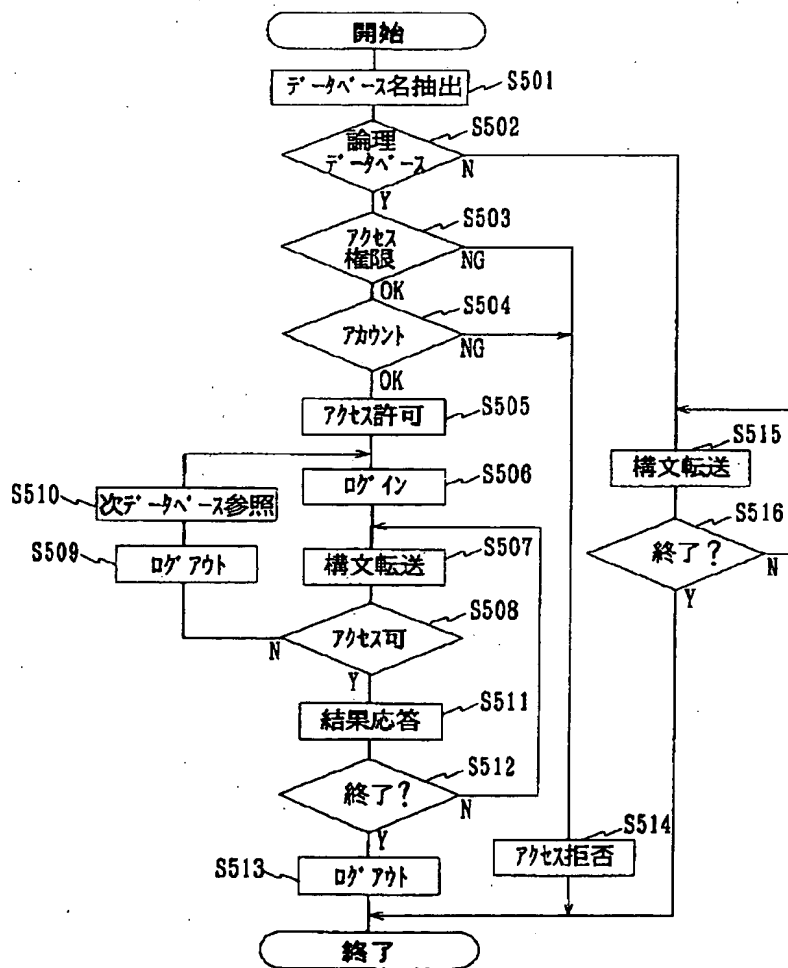 開始
データベース名抽出
S501
論理
データベース
S502
N
Y
アクセス
権限
S503
NG
OK
アカウント
S504
NG
OK
アクセス許可
S505
ログイン
S506
S510
次データベース参照
S509
ログアウト
構文転送
S507
アクセス可
S508
N
Y
結果応答
S511
終了?
S512
N
Y
S513
ログアウト
構文転送
S515
終了?
S516
N
Y
アクセス拒否
S514
終了